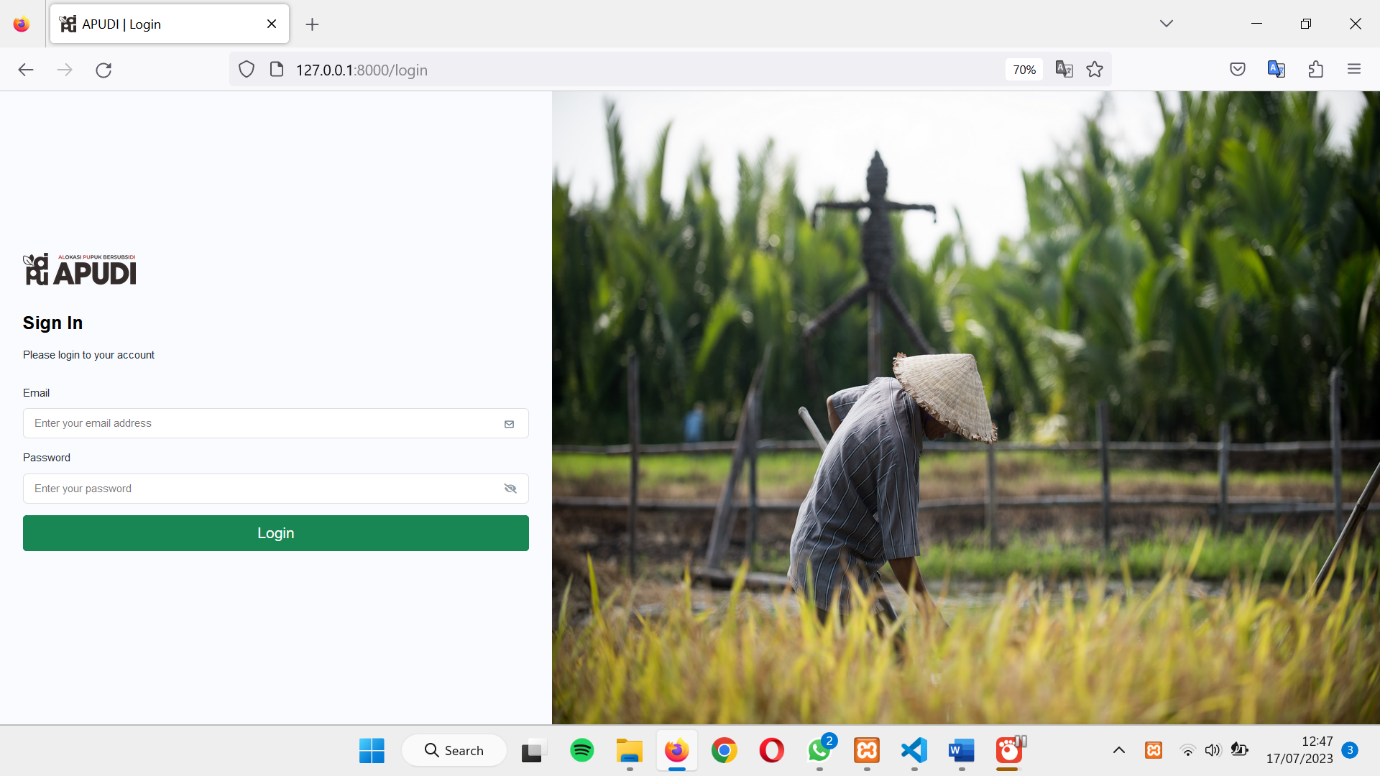 APUDI | Login
127.0.0.1:8000/login
70%
ALOKASI PUPUK BERSUBSIDI
APUDI
Sign In
Please login to your account
Email
Enter your email address
Password
Enter your password
Login
Search
2
12:47
17/07/2023
3